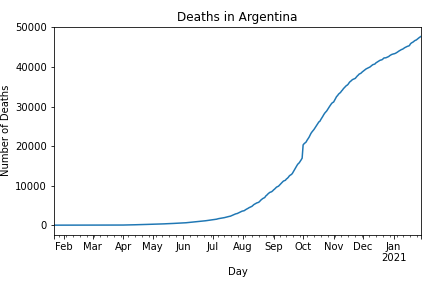 Deaths in Argentina
Number of Deaths
50000
40000
30000
20000
10000
0
Feb Mar Apr May Jun Jul Aug Sep Oct Nov Dec Jan
2021
Day